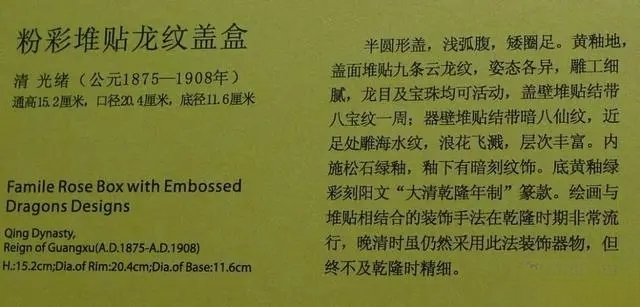 粉彩堆贴龙纹盖盒
清 光绪（公元1875—1908年）
通高15.2厘米，口径20.4厘米，底径11.6厘米
Famile Rose Box with Embossed
Dragons Designs
Qing Dynasty,
Reign of Guangxu(A.D.1875-A.D.1908)
H.:15.2cm;Dia.of Rim:20.4cm;Dia.of Base:11.6cm
半圆形盖，浅弧腹，矮圈足。黄釉地，
盖面堆贴九条云龙纹，姿态各异，雕工细
腻，龙目及宝珠均可活动，盖壁堆贴结带
八宝纹一周；器壁堆贴结带暗八仙纹，近
足处雕海水纹，浪花飞溅，层次丰富。内
施松石绿釉，釉下有暗刻纹饰。底黄釉绿
彩刻阳文“大清乾隆年制”篆款。绘画与
堆贴相结合的装饰手法在乾隆时期非常流
行，晚清时虽仍然采用此法装饰器物，但
终不及乾隆时精细。